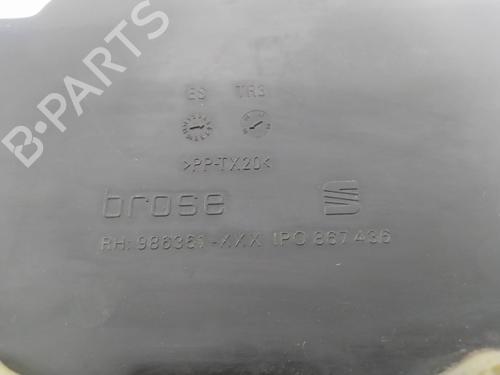 B-PARTS
ES TR3
>PP-TX20<
brose
RH: 986361-XXX 1P0 867 436